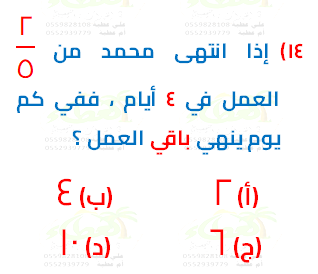 ١٤) إذا انتهى محمد من ٢/٥
العمل في ٤ أيام ، ففي كم
يوم ينهي باقي العمل ؟
(أ) ٢ (ب) ٤
(ج) ٦ (د) ١٠